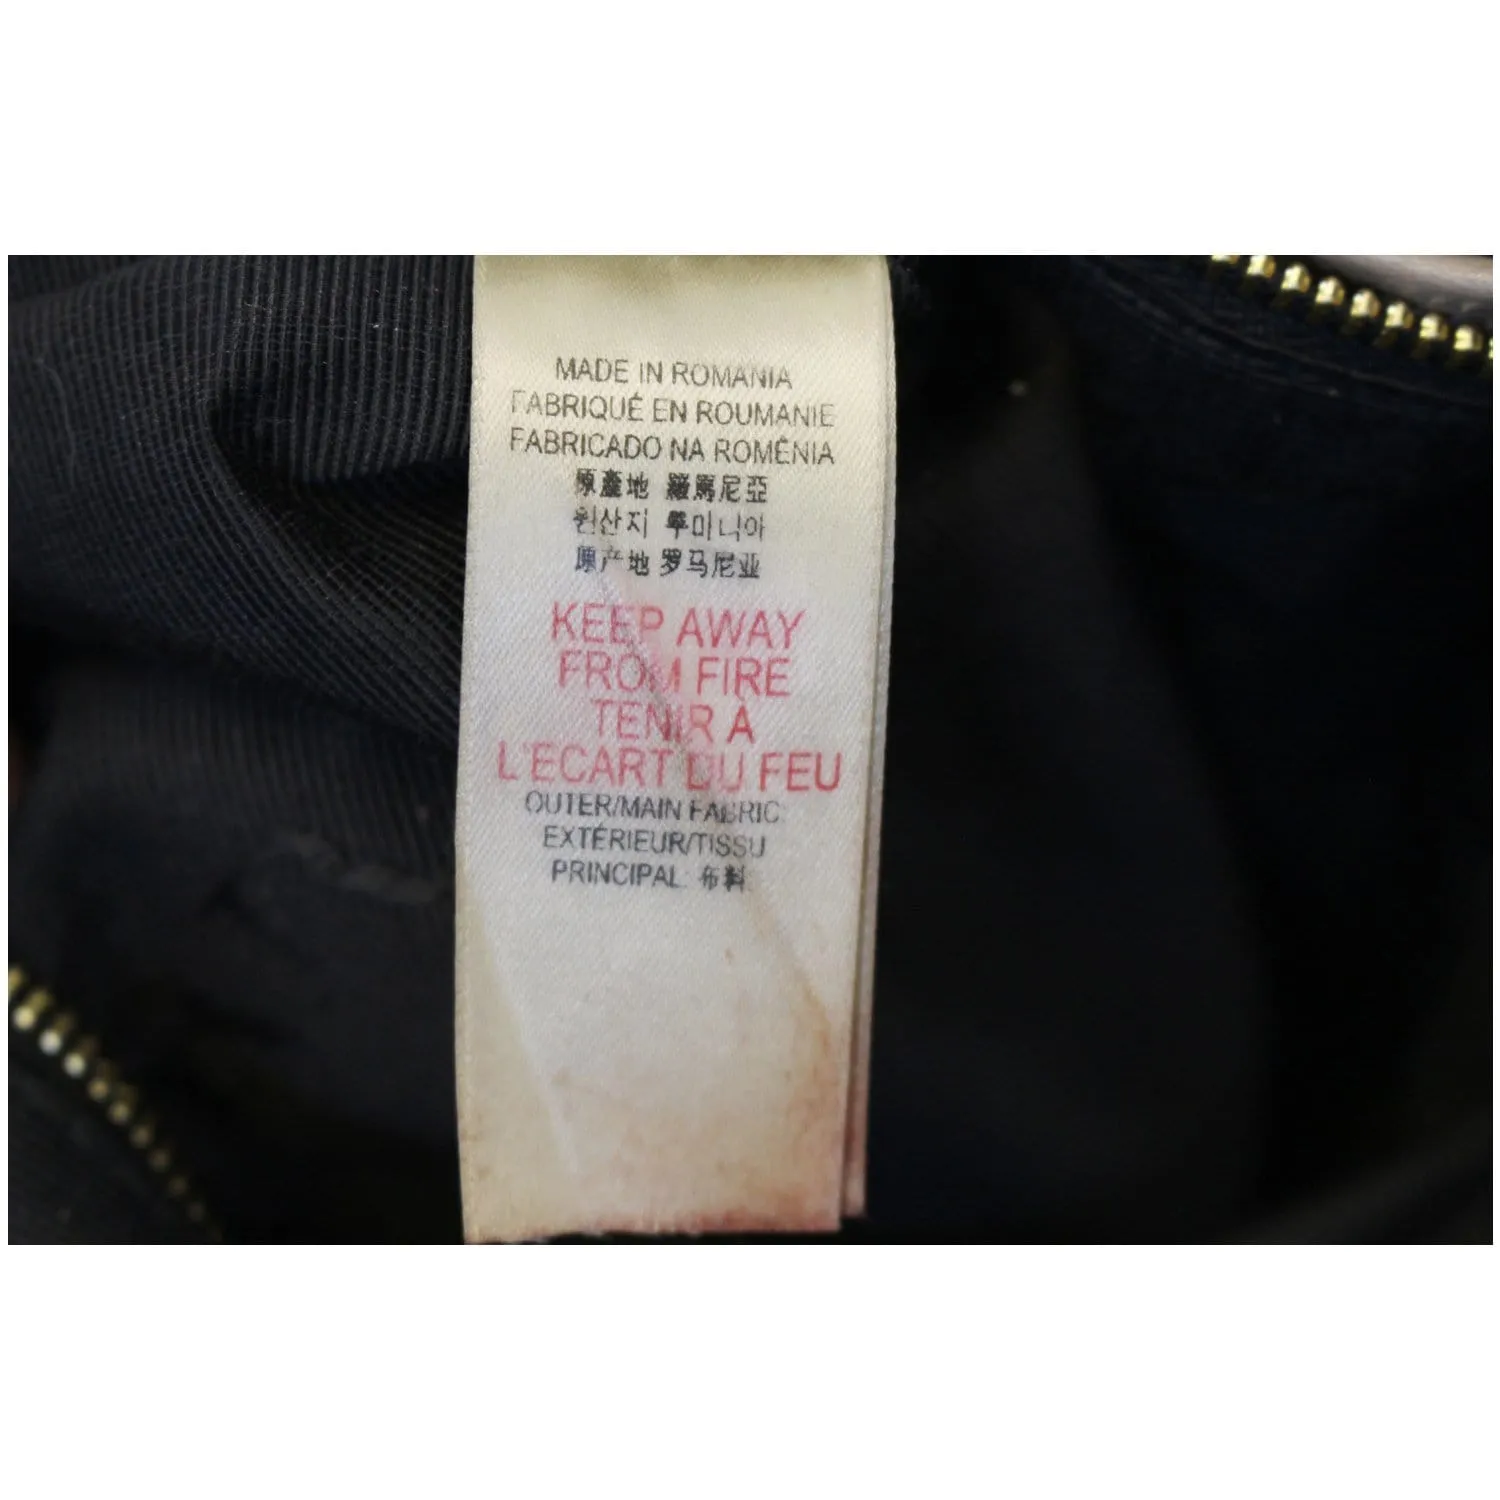 MADE IN ROMANIA
FABRIQUÉ EN ROUMANIE
FABRICADO NA ROMÉNIA
原產地 羅馬尼亞
원산지 루미니아
原产地 罗马尼亚
KEEP AWAY
FROM FIRE
TENIR À
L'ECART DU FEU
OUTER/MAIN FABRIC:
EXTÉRIEUR/TISSU
PRINCIPAL: 布料